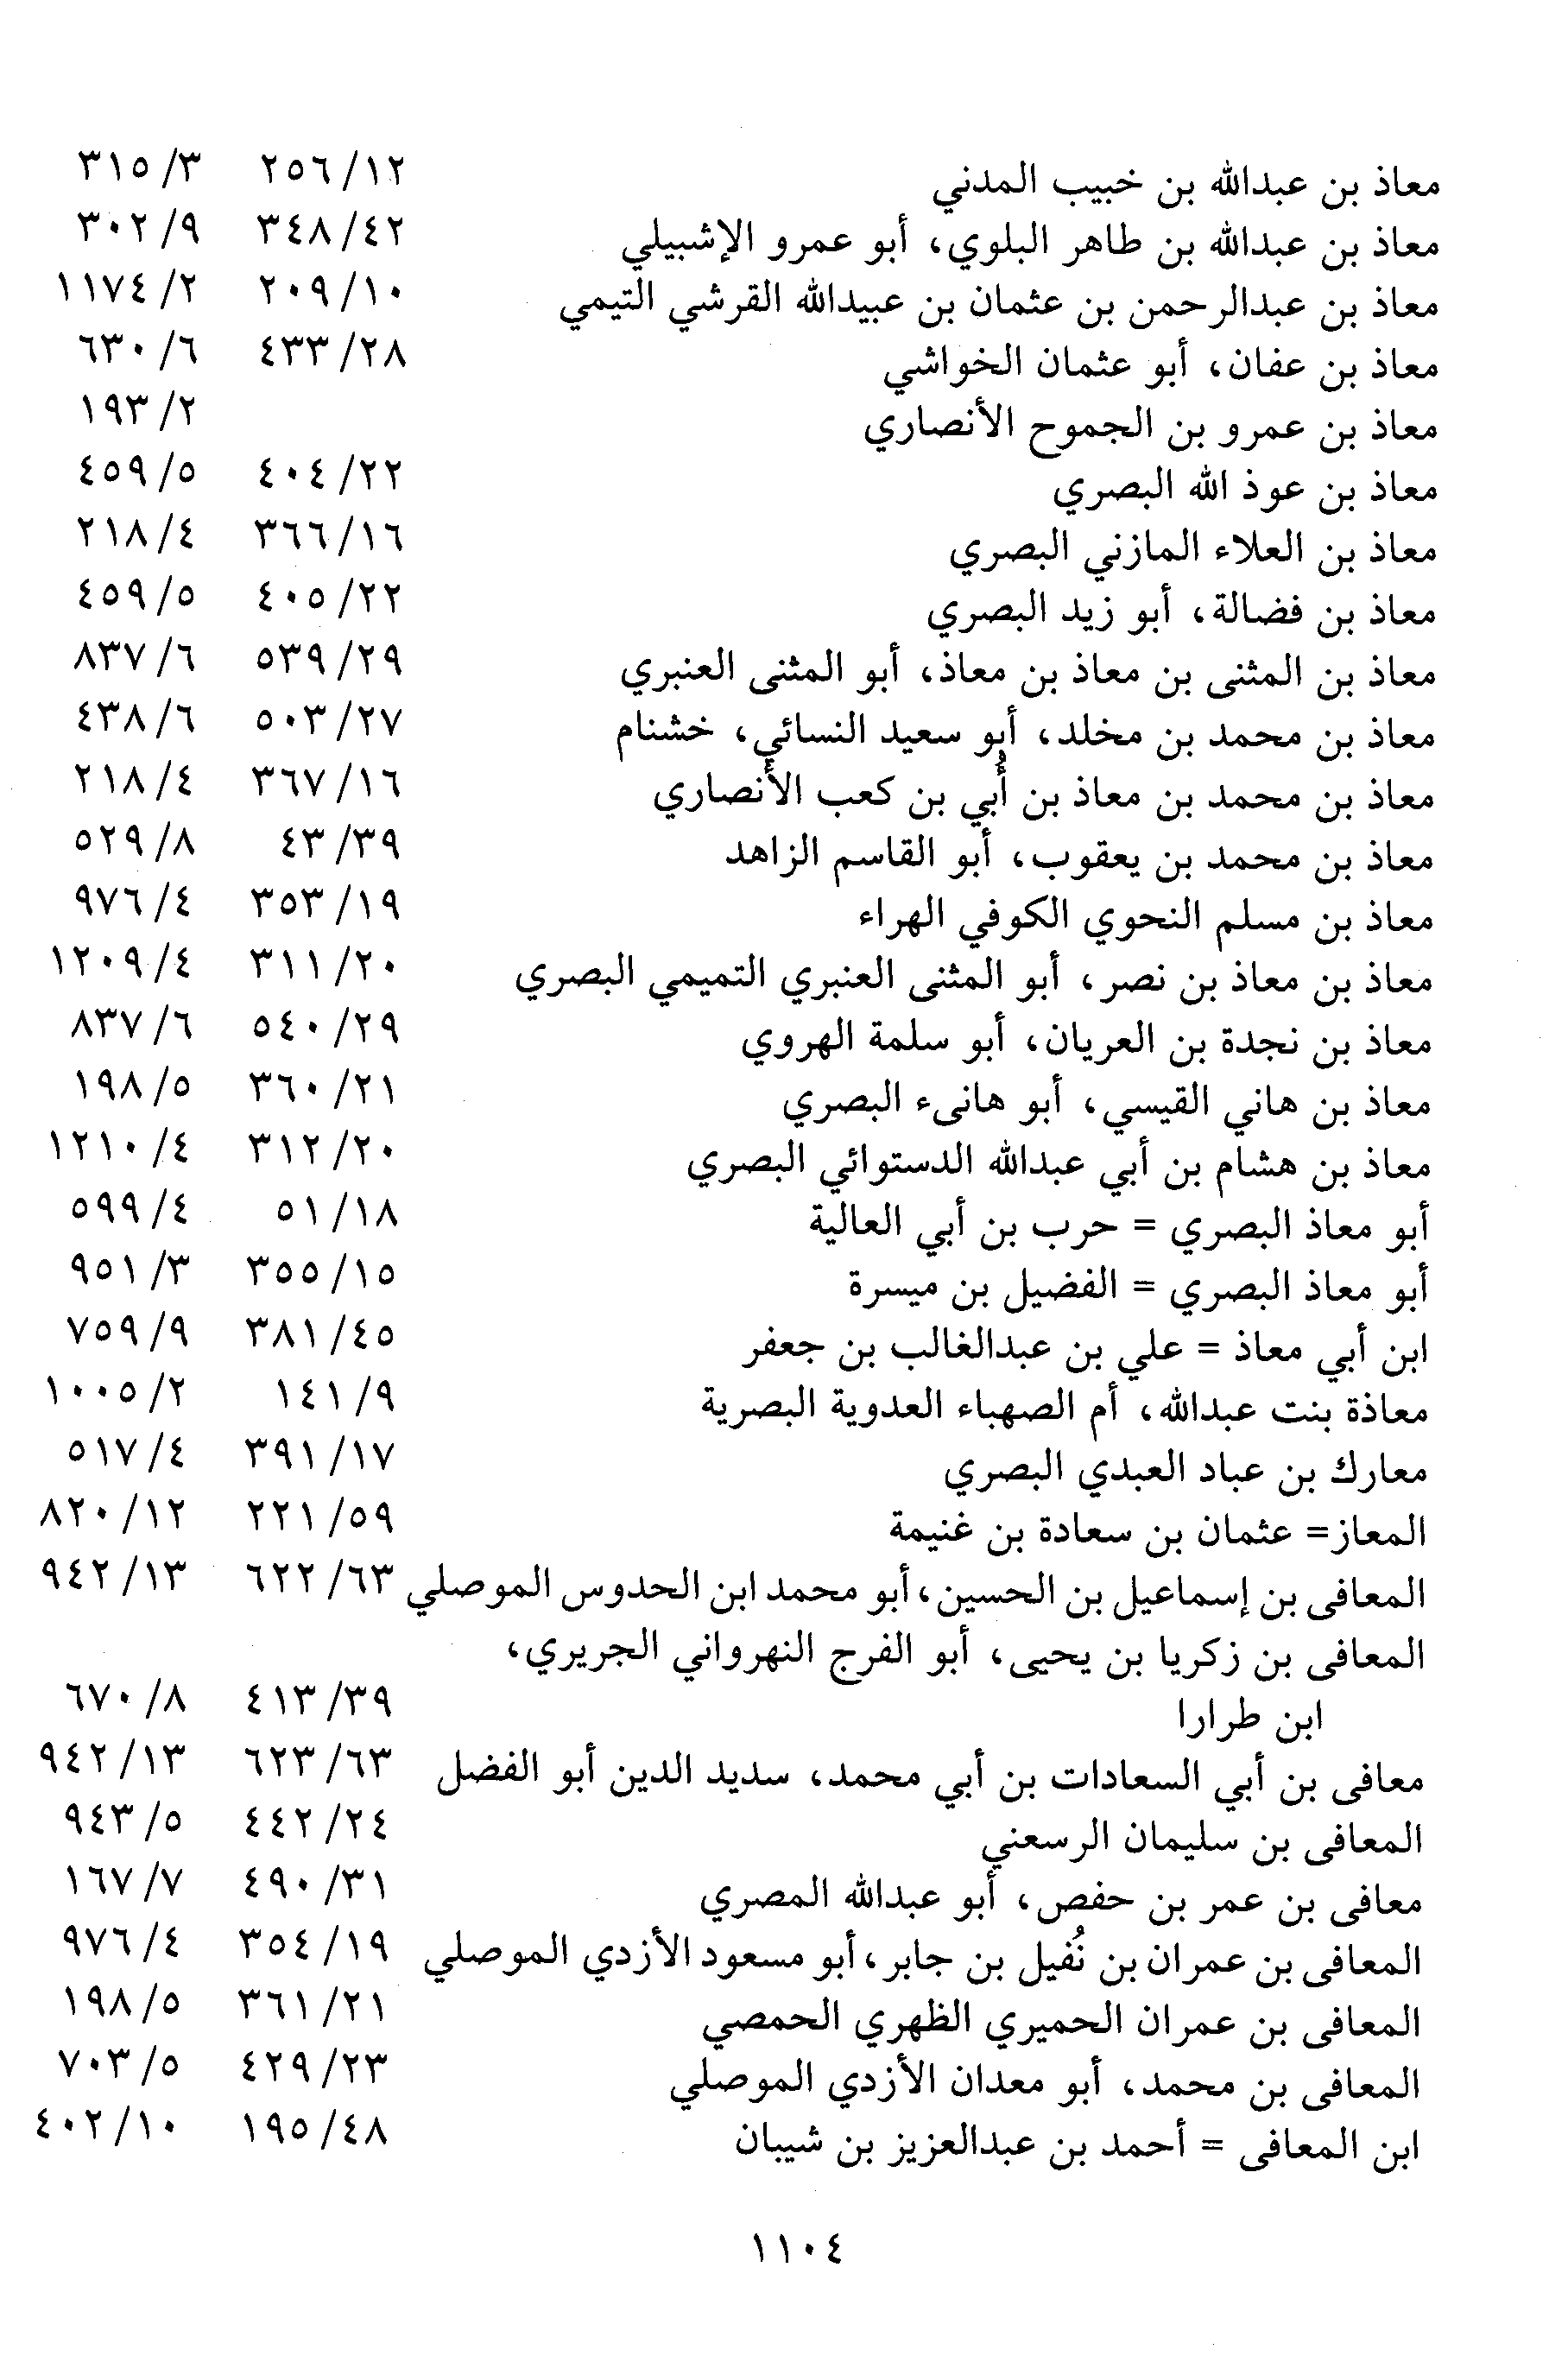 معاذ بن عبدالله بن خبيب المدني ١٢/ ٢٥٦ ٣/ ٣١٥
معاذ بن عبدالله بن طاهر البلوي، أبو عمرو الإشبيلي ٤٢/ ٣٤٨ ٩/ ٣٠٢
معاذ بن عبدالرحمن بن عثمان بن عبيدالله القرشي التيمي ١٠/ ٢٠٩ ٢/ ١١٧٤
معاذ بن عفان، أبو عثمان الخواشي ٢٨/ ٤٣٣ ٦/ ٦٣٠
معاذ بن عمرو بن الجموح الأنصاري ٢/ ١٩٣
معاذ بن عوذ الله البصري ٢٢/ ٤٠٤ ٥/ ٤٥٩
معاذ بن العلاء المازني البصري ١٦/ ٣٦٦ ٤/ ٢١٨
معاذ بن فضالة، أبو زيد البصري ٢٢/ ٤٠٥ ٥/ ٤٥٩
معاذ بن المثنى بن معاذ بن معاذ، أبو المثنى العنبري ٢٩/ ٥٣٩ ٦/ ٨٣٧
معاذ بن محمد بن مخلد، أبو سعيد النسائي، خشنام ٢٧/ ٥٠٣ ٦/ ٤٣٨
معاذ بن محمد بن معاذ بن أُبي بن كعب الأنصاري ١٦/ ٣٦٧ ٤/ ٢١٨
معاذ بن محمد بن يعقوب، أبو القاسم الزاهد ٣٩/ ٤٣ ٨/ ٥٢٩
معاذ بن مسلم النحوي الكوفي الهراء ١٩/ ٣٥٣ ٤/ ٩٧٦
معاذ بن معاذ بن نصر، أبو المثنى العنبري التميمي البصري ٢٠/ ٣١١ ٤/ ١٢٠٩
معاذ بن نجدة بن العريان، أبو سلمة الهروي ٢٩/ ٥٤٠ ٦/ ٨٣٧
معاذ بن هاني القيسي، أبو هانىء البصري ٢١/ ٣٦٠ ٥/ ١٩٨
معاذ بن هشام بن أبي عبدالله الدستوائي البصري ٢٠/ ٣١٢ ٤/ ١٢١٠
أبو معاذ البصري = حرب بن أبي العالية ١٨/ ٥١ ٤/ ٥٩٩
أبو معاذ البصري = الفضيل بن ميسرة ١٥/ ٣٥٥ ٣/ ٩٥١
ابن أبي معاذ = علي بن عبدالغالب بن جعفر ٤٥/ ٣٨١ ٩/ ٧٥٩
معاذة بنت عبدالله، أم الصهباء العدوية البصرية ٩/ ١٤١ ٢/ ١٠٠٥
معارك بن عباد العبدي البصري ١٧/ ٣٩١ ٤/ ٥١٧
المعاز= عثمان بن سعادة بن غنيمة ٥٩/ ٢٢١ ١٢/ ٨٢٠
المعافى بن إسماعيل بن الحسين، أبو محمد ابن الحدوس الموصلي ٦٣/ ٦٢٢ ١٣/ ٩٤٢
المعافى بن زكريا بن يحيى، أبو الفرج النهرواني الجريري،
ابن طرارا ٣٩/ ٤١٣ ٨/ ٦٧٠
معافى بن أبي السعادات بن أبي محمد، سديد الدين أبو الفضل ٦٣/ ٦٢٣ ١٣/ ٩٤٢
المعافى بن سليمان الرسعني ٢٤/ ٤٤٢ ٥/ ٩٤٣
معافى بن عمر بن حفص، أبو عبدالله المصري ٣١/ ٤٩٠ ٧/ ١٦٧
المعافى بن عمران بن نُفيل بن جابر، أبو مسعود الأزدي الموصلي ١٩/ ٣٥٤ ٤/ ٩٧٦
المعافى بن عمران الحميري الظهري الحمصي ٢١/ ٣٦١ ٥/ ١٩٨
المعافى بن محمد، أبو معدان الأزدي الموصلي ٢٣/ ٤٢٩ ٥/ ٧٠٣
ابن المعافى = أحمد بن عبدالعزيز بن شيبان ٤٨/ ١٩٥ ١٠/ ٤٠٢
١١٠٤